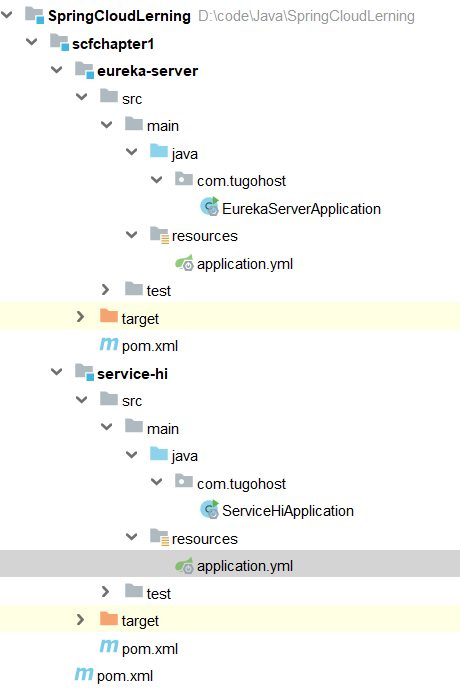 SpringCloudLerning D:\code\Java\SpringCloudLerning
scfchapter1
eureka-server
src
main
java
com.tugohost
EurekaServerApplication
resources
application.yml
test
target
pom.xml
service-hi
src
main
java
com.tugohost
ServiceHiApplication
resources
application.yml
test
target
pom.xml
pom.xml